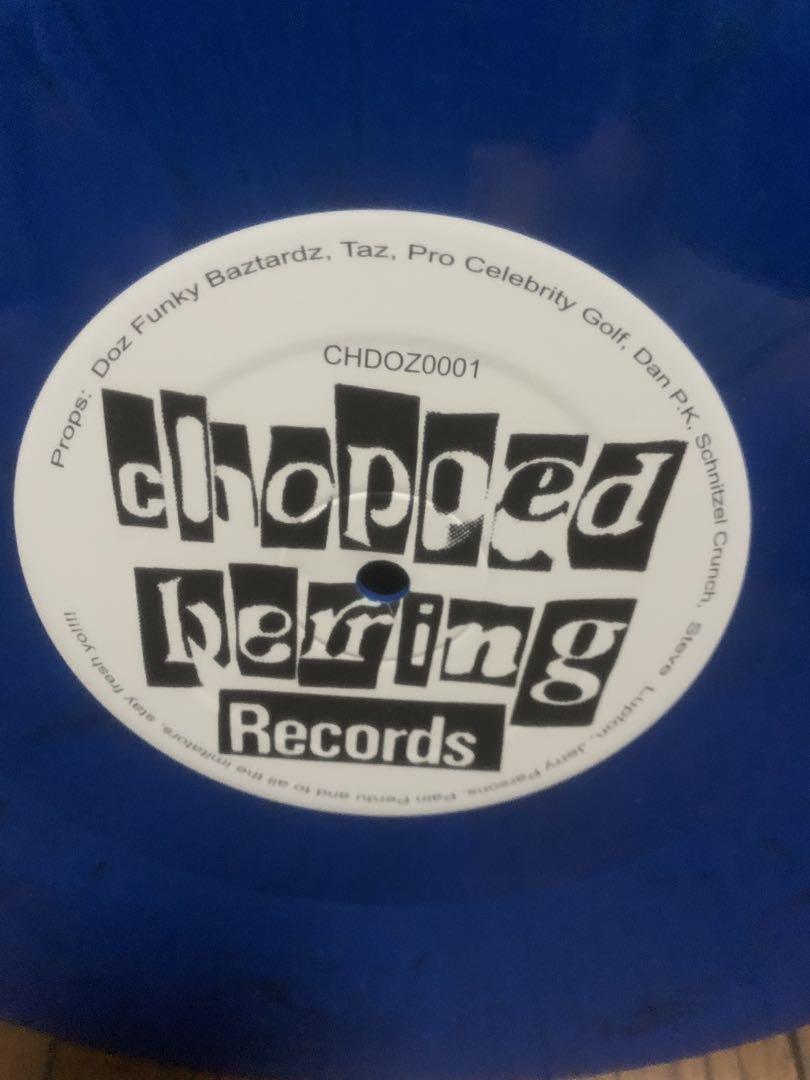 Props: Doz Funky Baztardz, Taz, Pro Celebrity Golf, Dan P.K, Schnitzel Crunch, Steve Lupton, Jerry Parsons, Pain Perdu and to all the imitators, stay fresh yo!!!!
CHDOZ0001
chopped
herring
Records